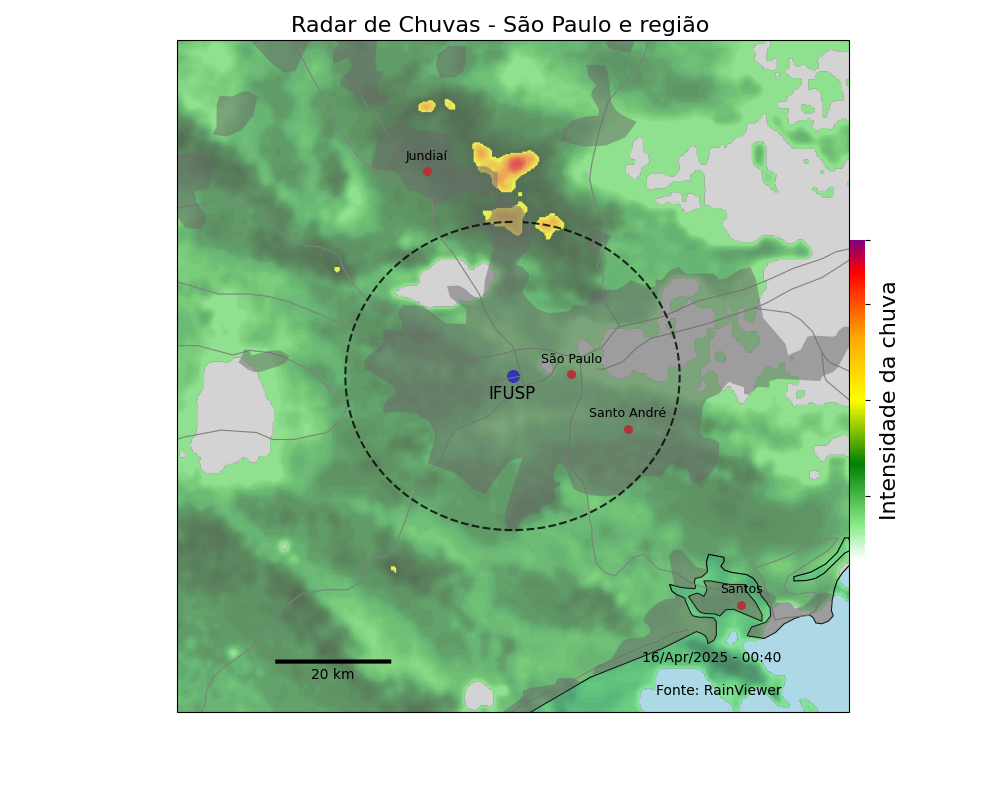 Radar de Chuvas - São Paulo e região
Jundiaí
São Paulo
IFUSP
Santo André
Santos
16/Apr/2025 - 00:40
20 km
Fonte: RainViewer
Intensidade da chuva